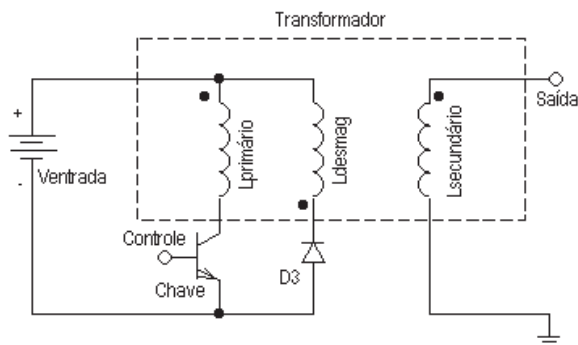 Transformador
+
-
Ventrada
Lprimário
Ldesmag
Lsecundário
Saída
Controle
Chave
D3